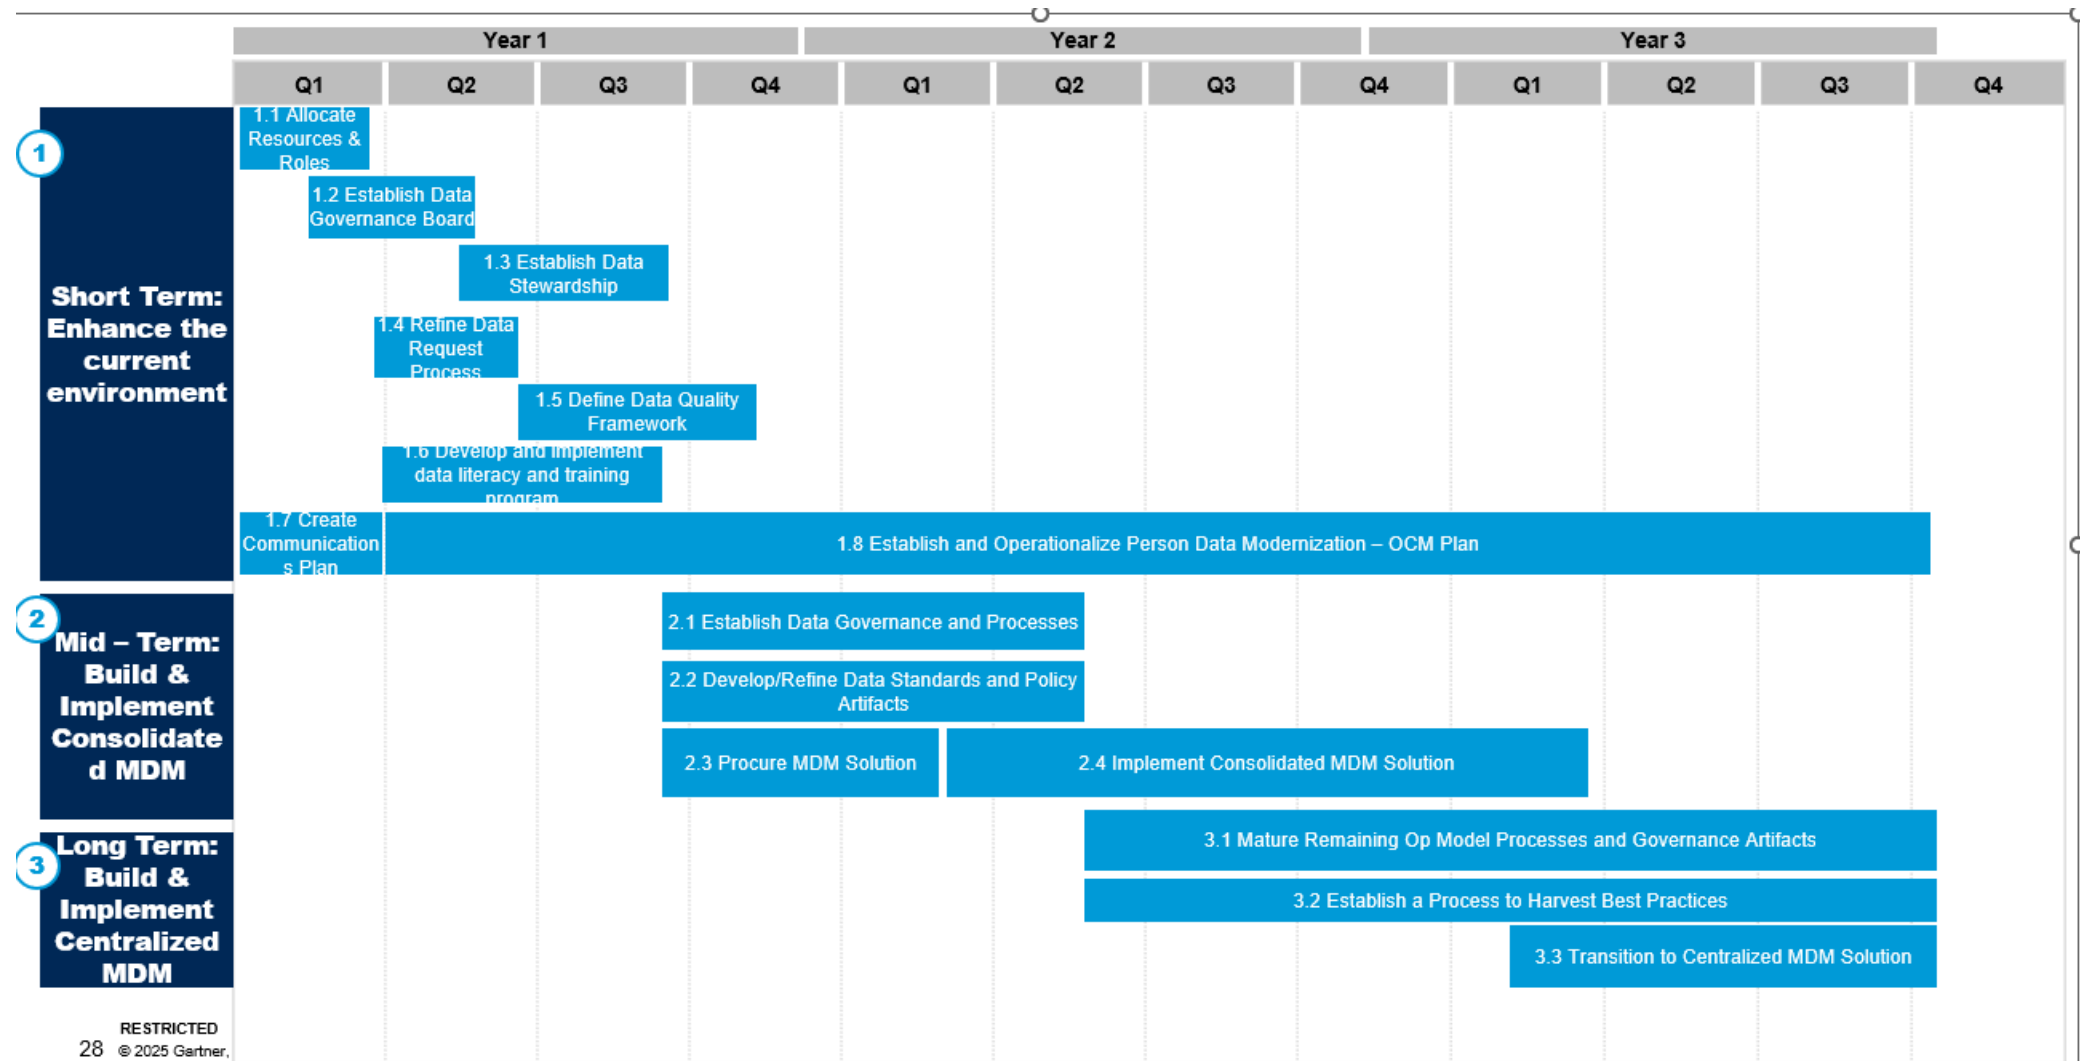 Year 1
Year 2
Year 3
Q1
Q2
Q3
Q4
Q1
Q2
Q3
Q4
Q1
Q2
Q3
Q4
1
Short Term:
Enhance the
current
environment
1.1 Allocate
Resources &
Roles
1.2 Establish Data
Governance Board
1.3 Establish Data
Stewardship
1.4 Refine Data
Request
Process
1.5 Define Data Quality
Framework
1.6 Develop and implement
data literacy and training
program
1.7 Create
Communication
s Plan
1.8 Establish and Operationalize Person Data Modernization – OCM Plan
2
Mid – Term:
Build &
Implement
Consolidate
d MDM
2.1 Establish Data Governance and Processes
2.2 Develop/Refine Data Standards and Policy
Artifacts
2.3 Procure MDM Solution
2.4 Implement Consolidated MDM Solution
3
Long Term:
Build &
Implement
Centralized
MDM
3.1 Mature Remaining Op Model Processes and Governance Artifacts
3.2 Establish a Process to Harvest Best Practices
3.3 Transition to Centralized MDM Solution
RESTRICTED
28 © 2025 Gartner,